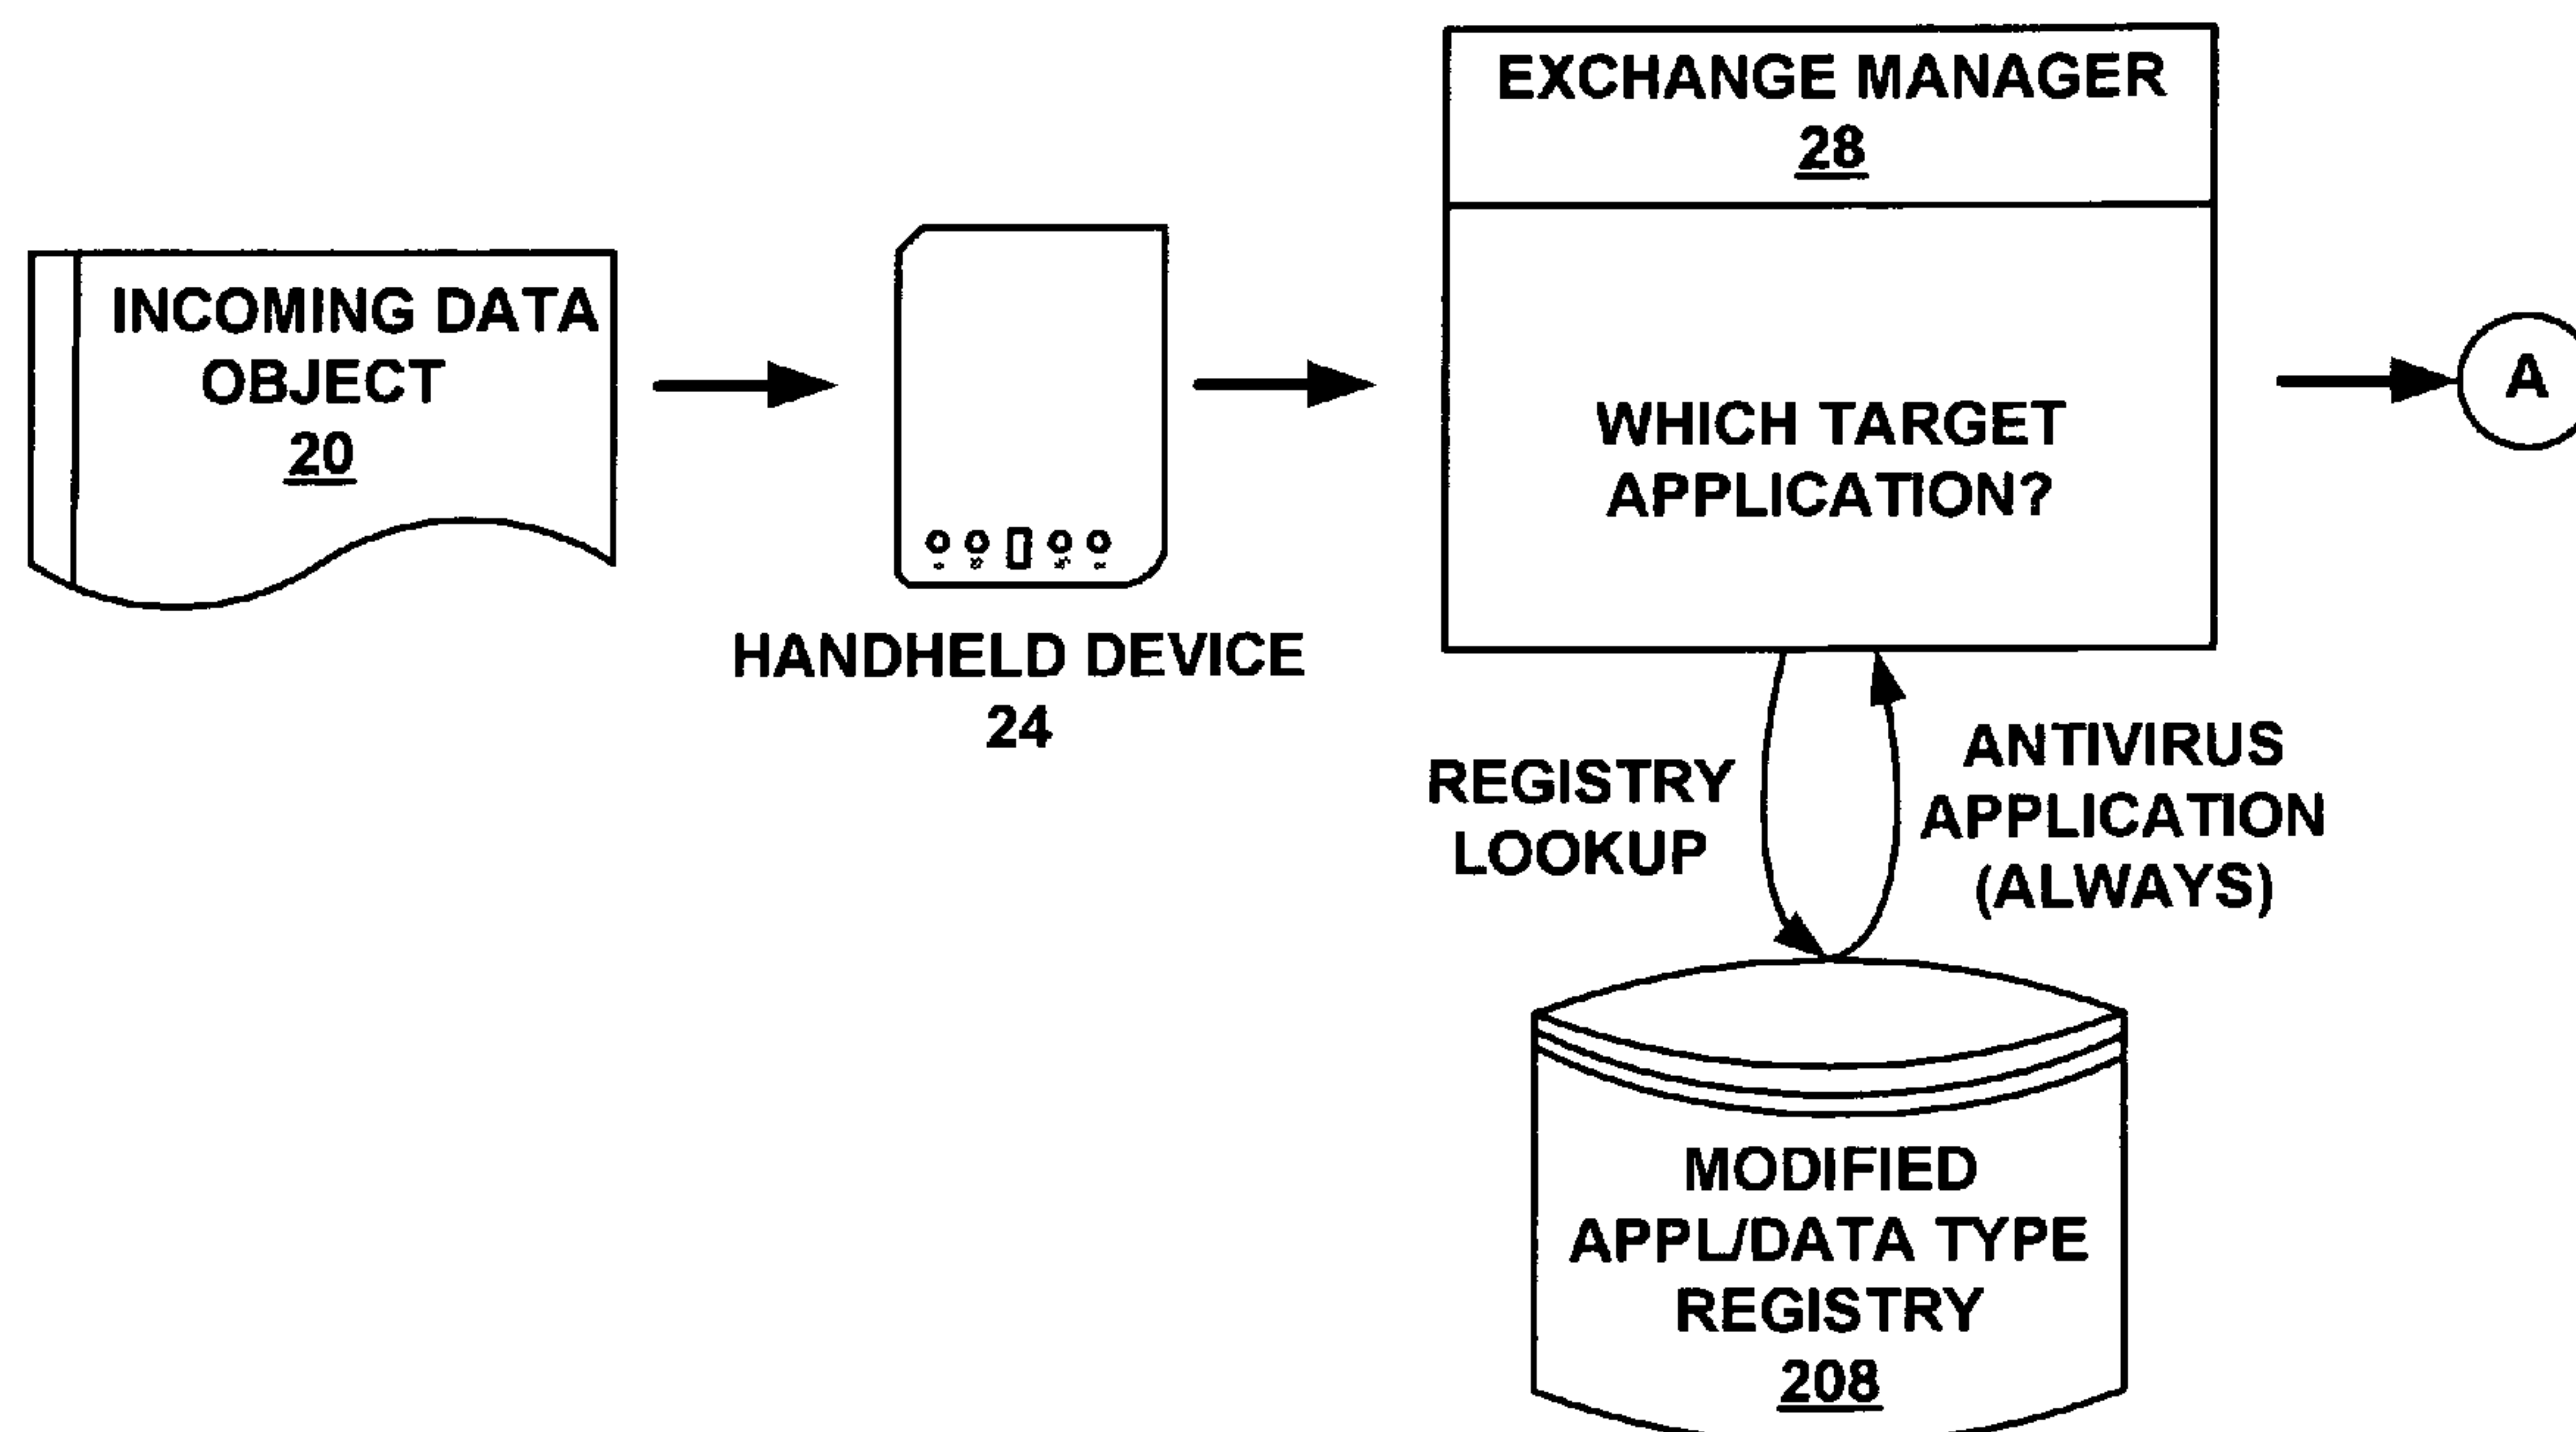 INCOMING DATA
OBJECT
20
HANDHELD DEVICE
24
EXCHANGE MANAGER
28
WHICH TARGET
APPLICATION?
A
REGISTRY
LOOKUP
ANTIVIRUS
APPLICATION
(ALWAYS)
MODIFIED
APPL/DATA TYPE
REGISTRY
208